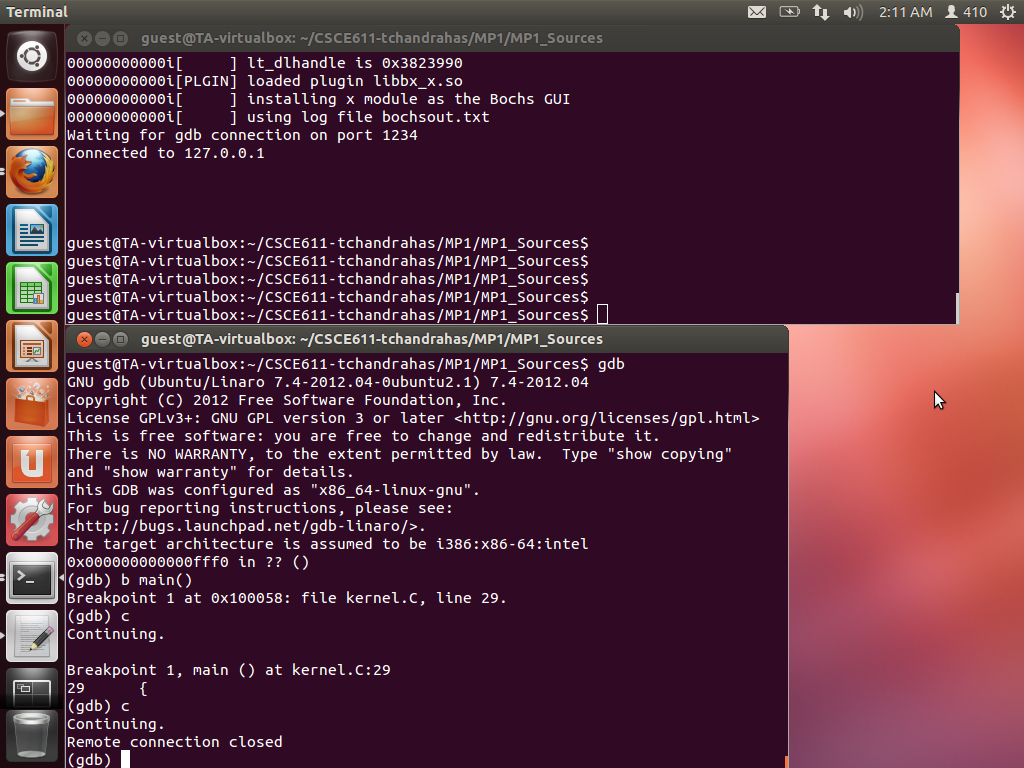 Terminal
2:11 AM
410
guest@TA-virtualbox: ~/CSCE611-tchandrahas/MP1/MP1_Sources
00000000000i[      ] lt_dlhandle is 0x3823990
00000000000i[PLGIN] loaded plugin libbx_x.so
00000000000i[      ] installing x module as the Bochs GUI
00000000000i[      ] using log file bochsout.txt
Waiting for gdb connection on port 1234
Connected to 127.0.0.1
guest@TA-virtualbox:~/CSCE611-tchandrahas/MP1/MP1_Sources$
guest@TA-virtualbox:~/CSCE611-tchandrahas/MP1/MP1_Sources$
guest@TA-virtualbox:~/CSCE611-tchandrahas/MP1/MP1_Sources$
guest@TA-virtualbox:~/CSCE611-tchandrahas/MP1/MP1_Sources$
guest@TA-virtualbox:~/CSCE611-tchandrahas/MP1/MP1_Sources$
guest@TA-virtualbox: ~/CSCE611-tchandrahas/MP1/MP1_Sources
guest@TA-virtualbox:~/CSCE611-tchandrahas/MP1/MP1_Sources$ gdb
GNU gdb (Ubuntu/Linaro 7.4-2012.04-0ubuntu2.1) 7.4-2012.04
Copyright (C) 2012 Free Software Foundation, Inc.
License GPLv3+: GNU GPL version 3 or later <http://gnu.org/licenses/gpl.html>
This is free software: you are free to change and redistribute it.
There is NO WARRANTY, to the extent permitted by law.  Type "show copying"
and "show warranty" for details.
This GDB was configured as "x86_64-linux-gnu".
For bug reporting instructions, please see:
<http://bugs.launchpad.net/gdb-linaro/>.
The target architecture is assumed to be i386:x86-64:intel
0x000000000000fff0 in ?? ()
(gdb) b main()
Breakpoint 1 at 0x100058: file kernel.C, line 29.
(gdb) c
Continuing.
Breakpoint 1, main () at kernel.C:29
29      {
(gdb) c
Continuing.
Remote connection closed
(gdb)